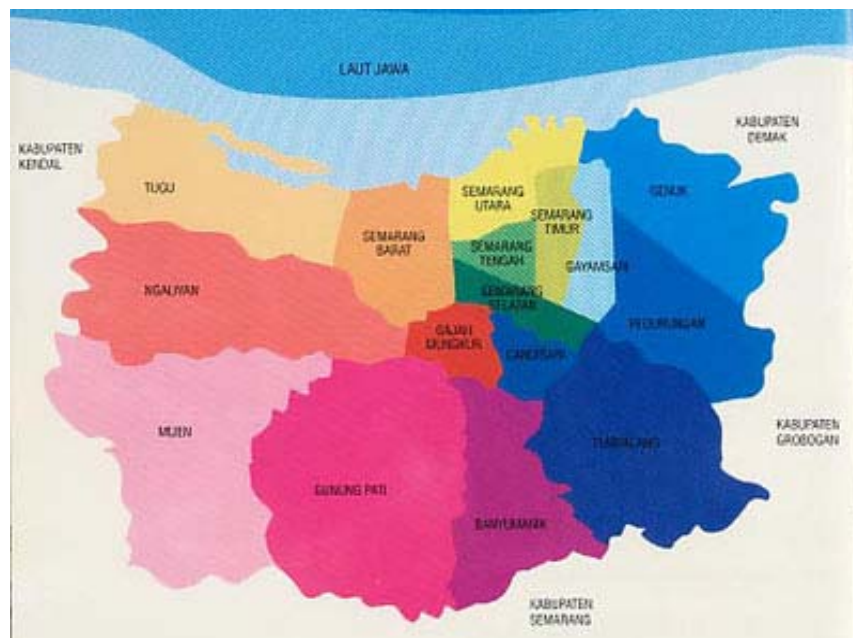 LAUT JAWA
KABUPATEN
DEMAK
KABUPATEN
KENDAL
TUGU
SEMARANG
UTARA
GENUK
SEMARANG
TIMUR
SEMARANG
BARAT
SEMARANG
TENGAH
GAYAMSARI
NGALIYAN
SEMARANG
SELATAN
GAJAH
MUNGKUR
PEDURUNGAN
CANDISARI
MIJEN
KABUPATEN
GROBOGAN
TEMBALANG
GUNUNG PATI
BANYUMANIK
KABUPATEN
SEMARANG